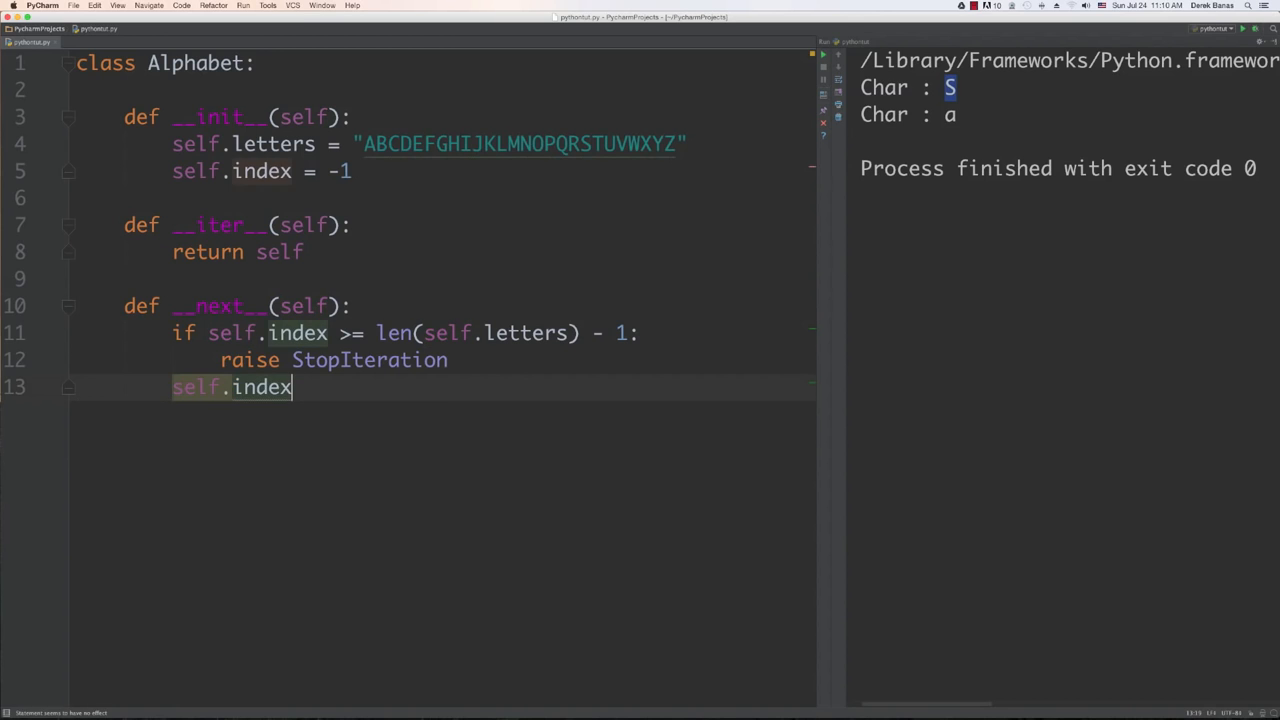 PyCharm File Edit View Navigate Code Refactor Run Tools VCS Window Help 10 Sun Jul 24 11:10 AM Derek Banas
pythontut.py - PycharmProjects - [~/PycharmProjects]
PycharmProjects pythontut.py pythontut
pythontut.py
Run: pythontut
1 class Alphabet:
2
3 def __init__(self):
4 self.letters = "ABCDEFGHIJKLMNOPQRSTUVWXYZ"
5 self.index = -1
6
7 def __iter__(self):
8 return self
9
10 def __next__(self):
11 if self.index >= len(self.letters) - 1:
12 raise StopIteration
13 self.index
/Library/Frameworks/Python.framewor
Char : S
Char : a
Process finished with exit code 0
Statement seems to have no effect
13:19 LF÷ UTF-8÷